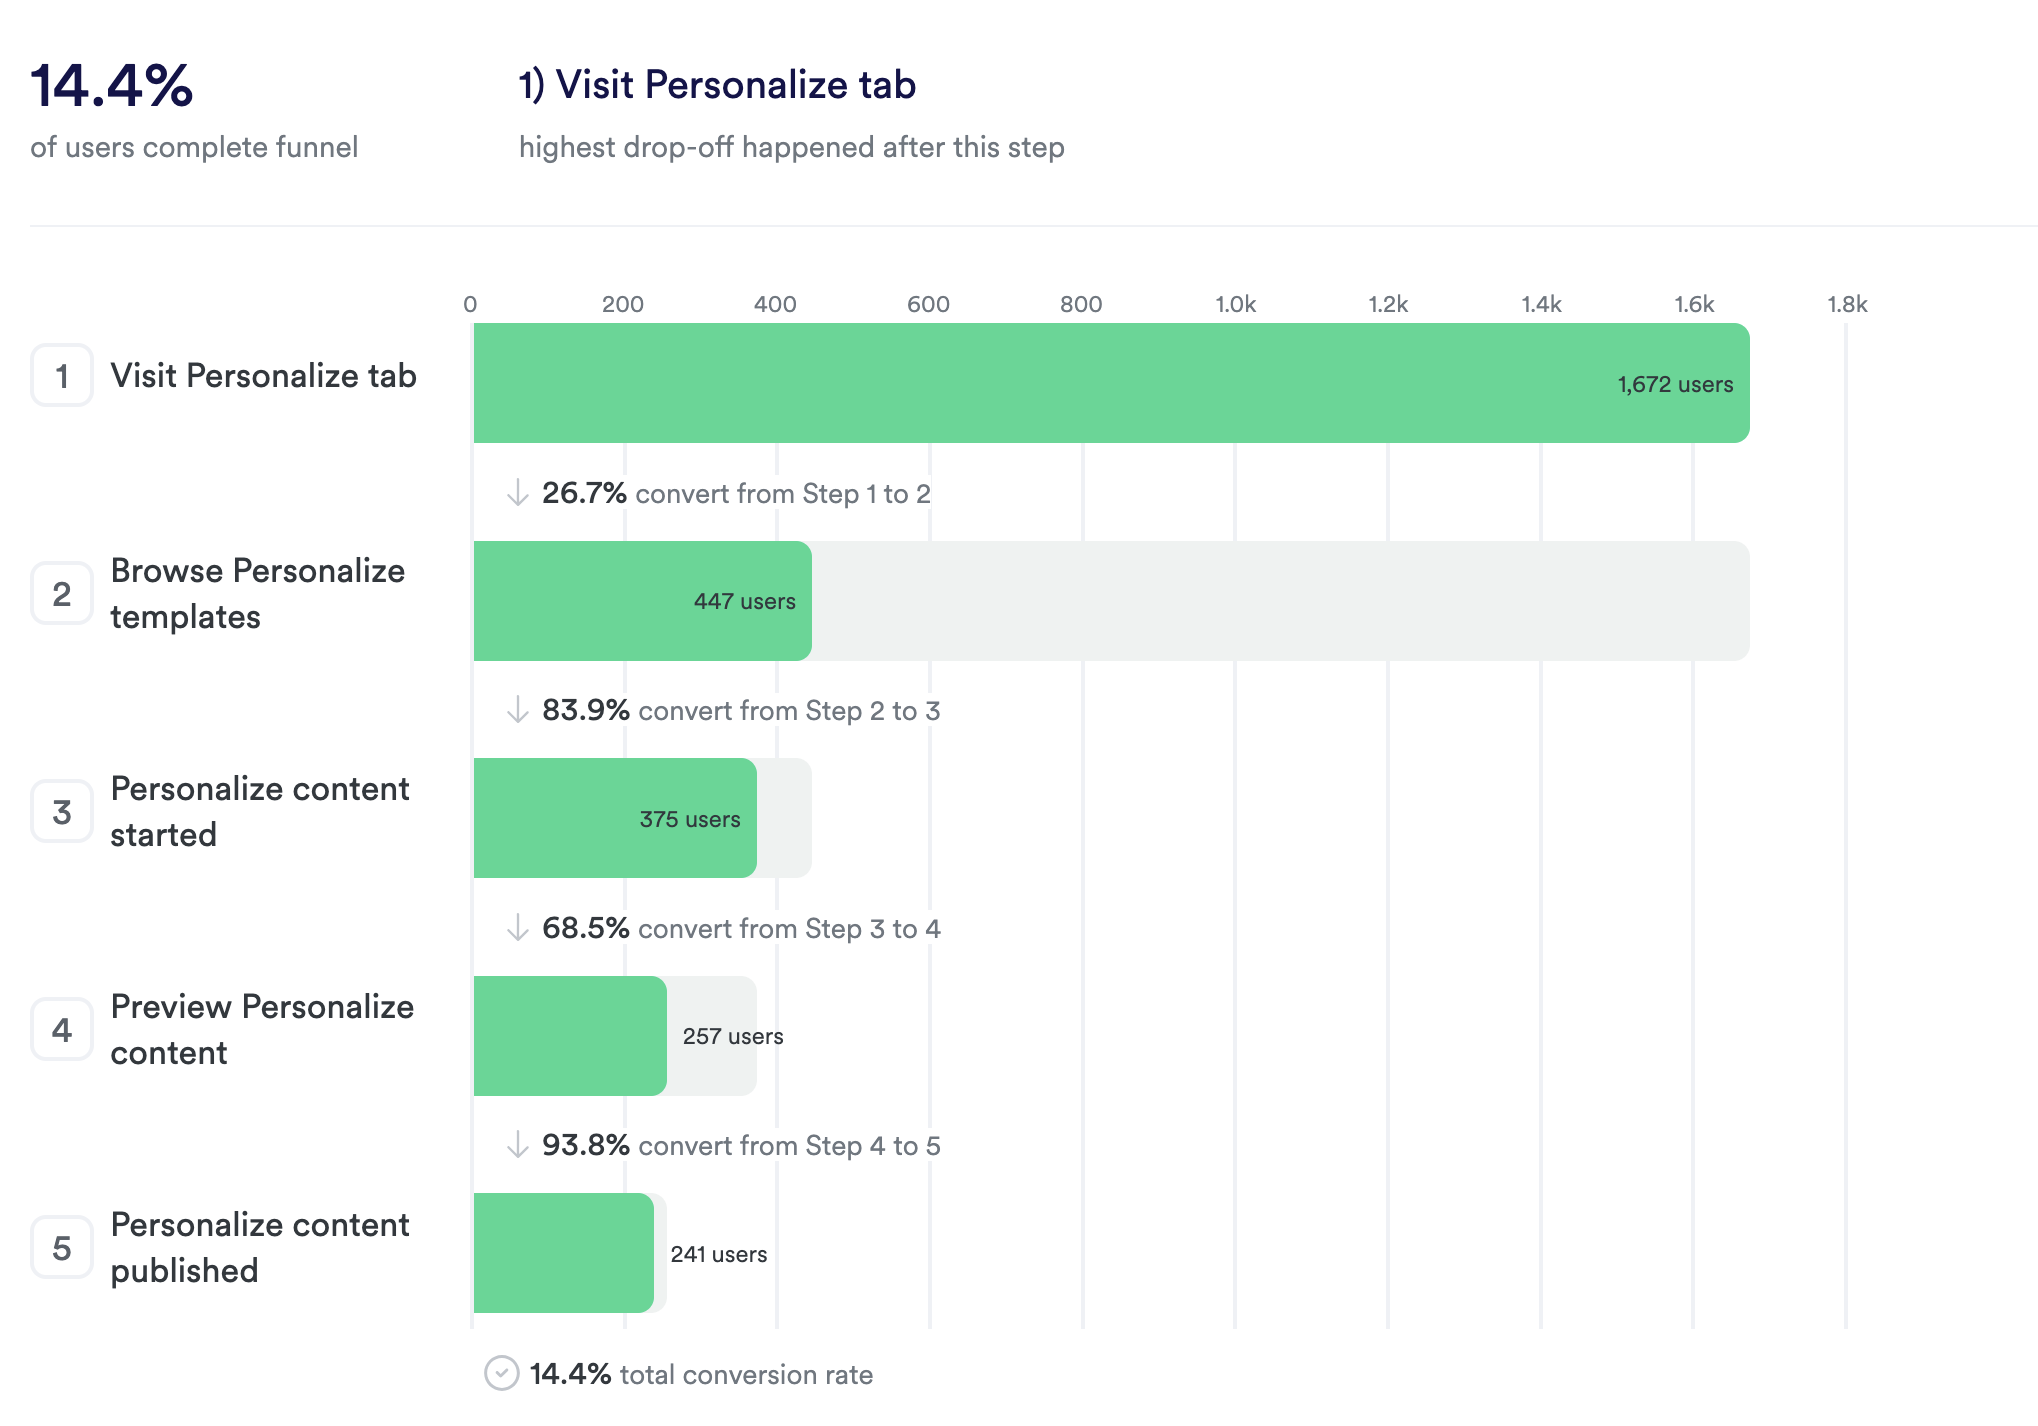 14.4%
of users complete funnel
1) Visit Personalize tab
highest drop-off happened after this step
0 200 400 600 800 1.0k 1.2k 1.4k 1.6k 1.8k
1 Visit Personalize tab
1,672 users
26.7% convert from Step 1 to 2
2 Browse Personalize
templates
447 users
83.9% convert from Step 2 to 3
3 Personalize content
started
375 users
68.5% convert from Step 3 to 4
4 Preview Personalize
content
257 users
93.8% convert from Step 4 to 5
5 Personalize content
published
241 users
14.4% total conversion rate